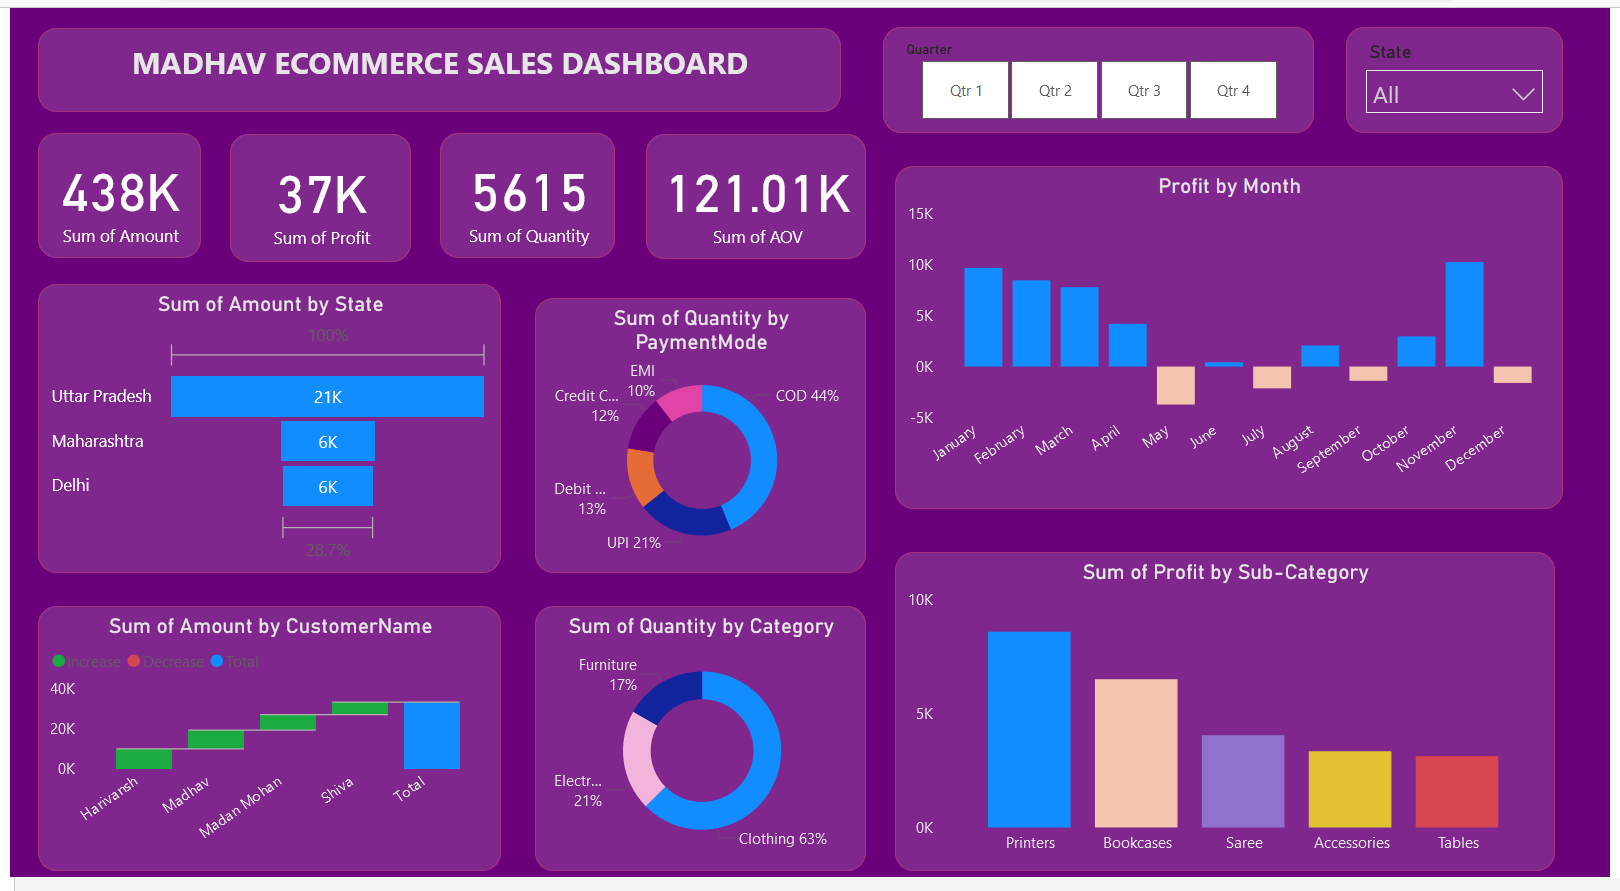 MADHAV ECOMMERCE SALES DASHBOARD
Quarter
Qtr 1
Qtr 2
Qtr 3
Qtr 4
State
All
438K
Sum of Amount
37K
Sum of Profit
5615
Sum of Quantity
121.01K
Sum of AOV
Profit by Month
15K
10K
5K
0K
-5K
January
February
March
April
May
June
July
August
September
October
November
December
Sum of Amount by State
100%
Uttar Pradesh
21K
Maharashtra
6K
Delhi
6K
28.7%
Sum of Quantity by
PaymentMode
EMI
10%
Credit C...
12%
COD 44%
Debit ...
13%
UPI 21%
Sum of Amount by CustomerName
Increase
Decrease
Total
40K
20K
0K
Harivansh
Madhav
Madan Mohan
Shiva
Total
Sum of Quantity by Category
Furniture
17%
Electr...
21%
Clothing 63%
Sum of Profit by Sub-Category
10K
5K
0K
Printers
Bookcases
Saree
Accessories
Tables